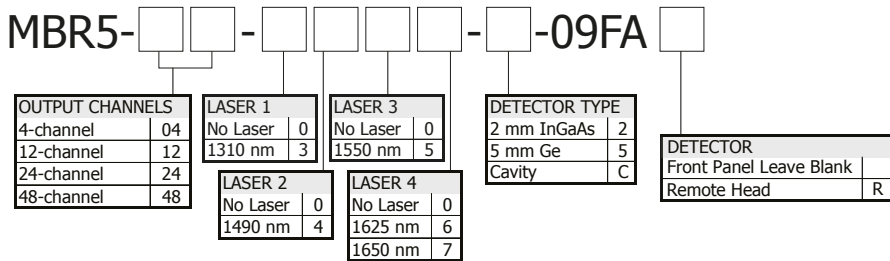 MBR5- - - -09FA
OUTPUT CHANNELS
4-channel 04
12-channel 12
24-channel 24
48-channel 48
LASER 1
No Laser 0
1310 nm 3
LASER 2
No Laser 0
1490 nm 4
LASER 3
No Laser 0
1550 nm 5
LASER 4
No Laser 0
1625 nm 6
1650 nm 7
DETECTOR TYPE
2 mm InGaAs 2
5 mm Ge 5
Cavity C
DETECTOR
Front Panel Leave Blank
Remote Head R